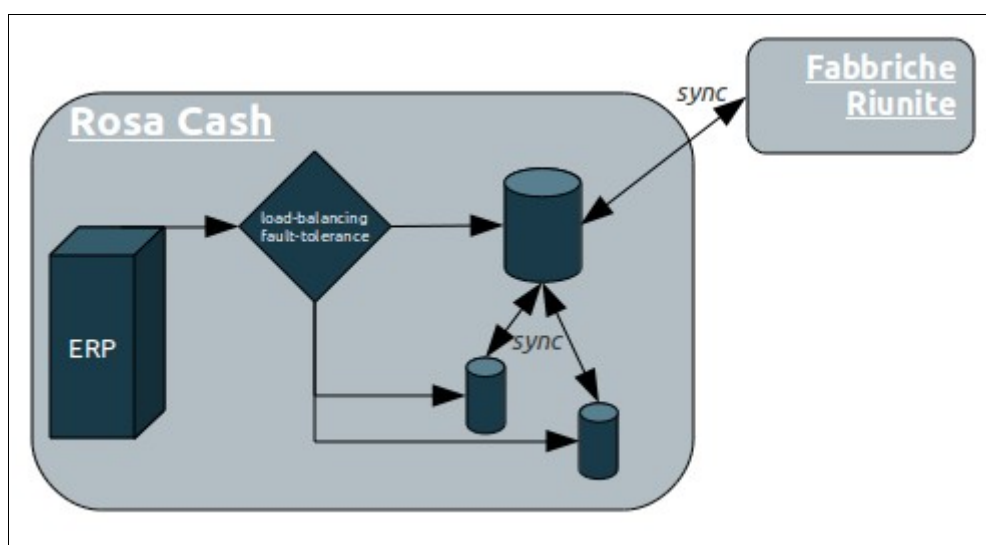 Fabbriche
Riunite
sync
Rosa Cash
load-balancing
fault-tolerance
ERP
sync